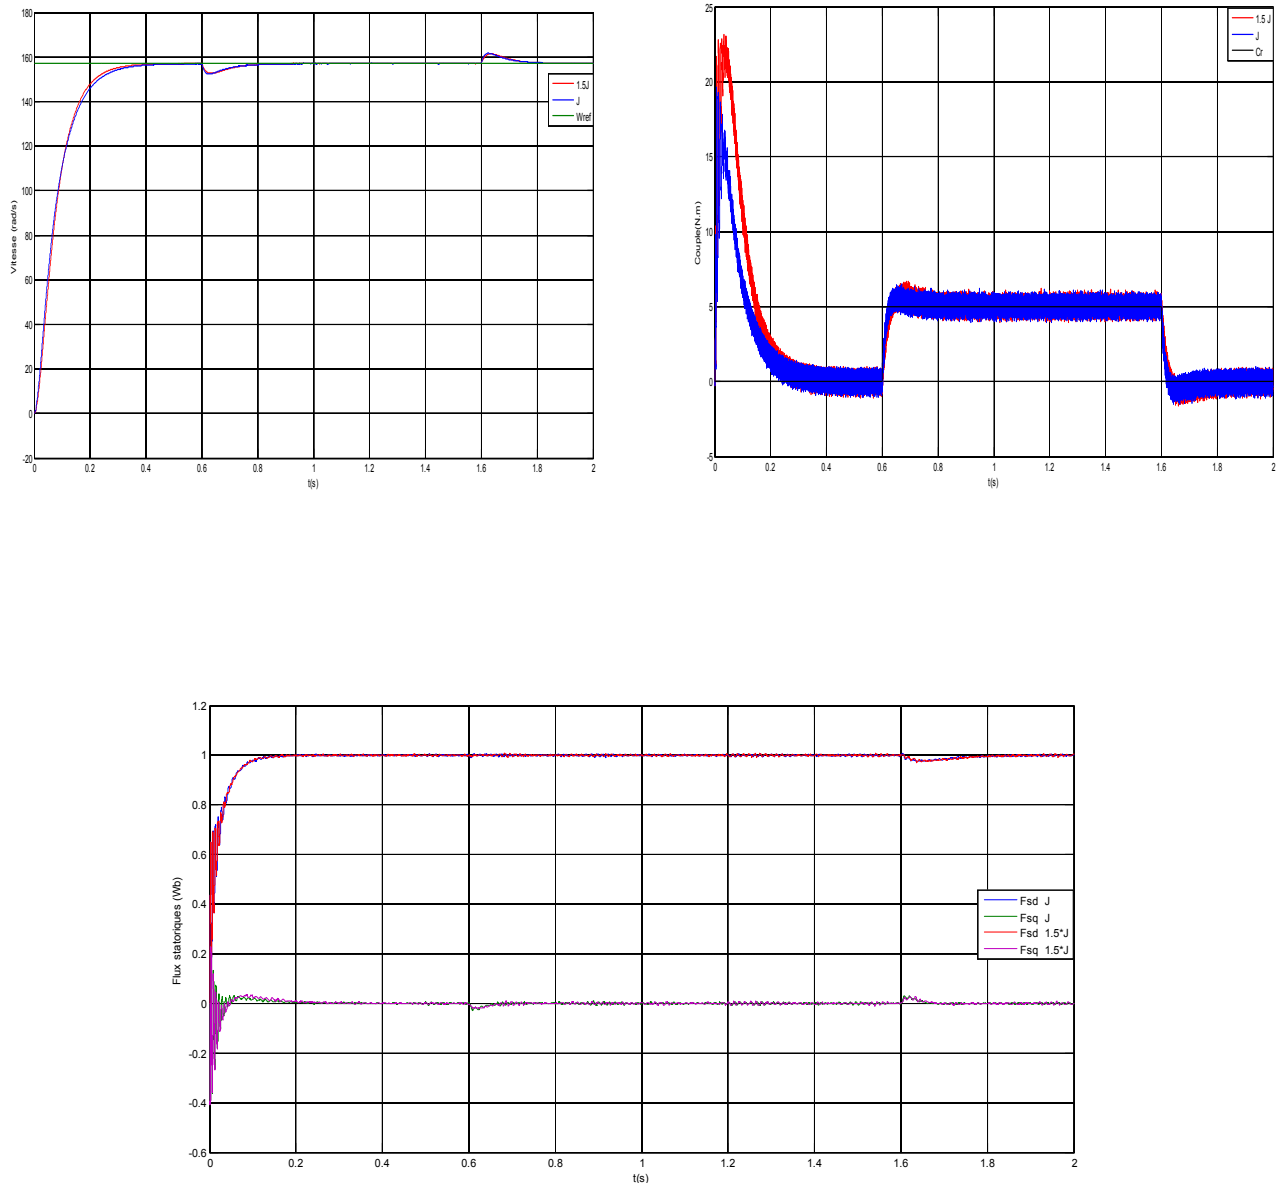 180
160
140
120
100
80
60
40
20
0
-20
0 0.2 0.4 0.6 0.8 1 1.2 1.4 1.6 1.8 2
t(s)
Vitesse (rad/s)
1.5J
J
Wref
25
20
15
10
5
0
-5
0 0.2 0.4 0.6 0.8 1 1.2 1.4 1.6 1.8 2
t(s)
Couple(N.m)
1.5 J
J
Cr
1.2
1
0.8
0.6
0.4
0.2
0
-0.2
-0.4
-0.6
0 0.2 0.4 0.6 0.8 1 1.2 1.4 1.6 1.8 2
t(s)
Flux statoriques (Wb)
Fsd J
Fsq J
Fsd 1.5*J
Fsq 1.5*J